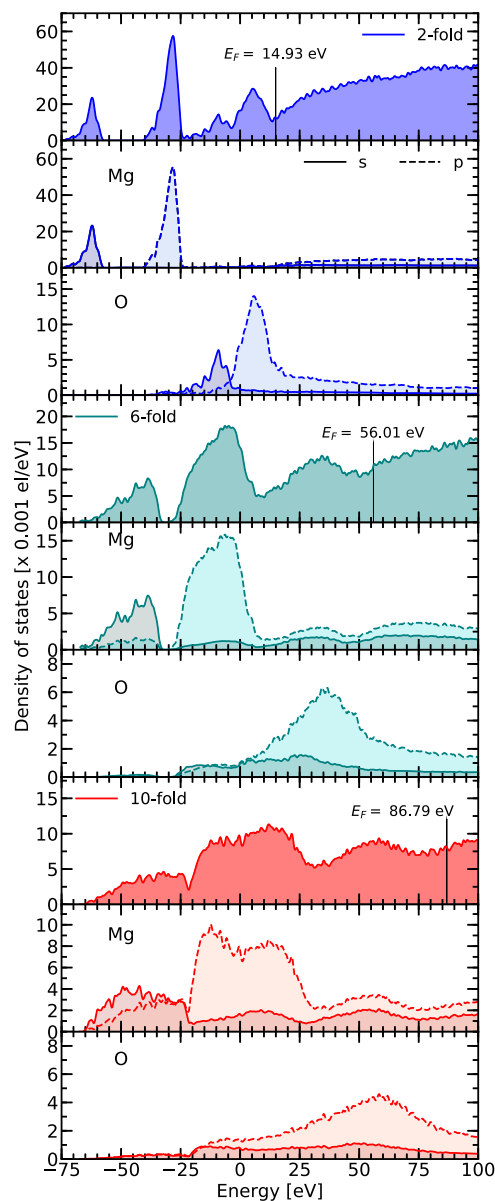 60
40
20
0
E_F = 14.93 eV
2-fold
60
40
20
0
Mg
s
p
15
10
5
0
O
20
15
10
5
0
6-fold
E_F = 56.01 eV
Density of states [x 0.001 el/eV]
15
10
5
0
Mg
8
6
4
2
0
O
15
10
5
0
10-fold
E_F = 86.79 eV
10
8
6
4
2
0
Mg
8
6
4
2
0
O
−75 −50 −25 0 25 50 75 100
Energy [eV]